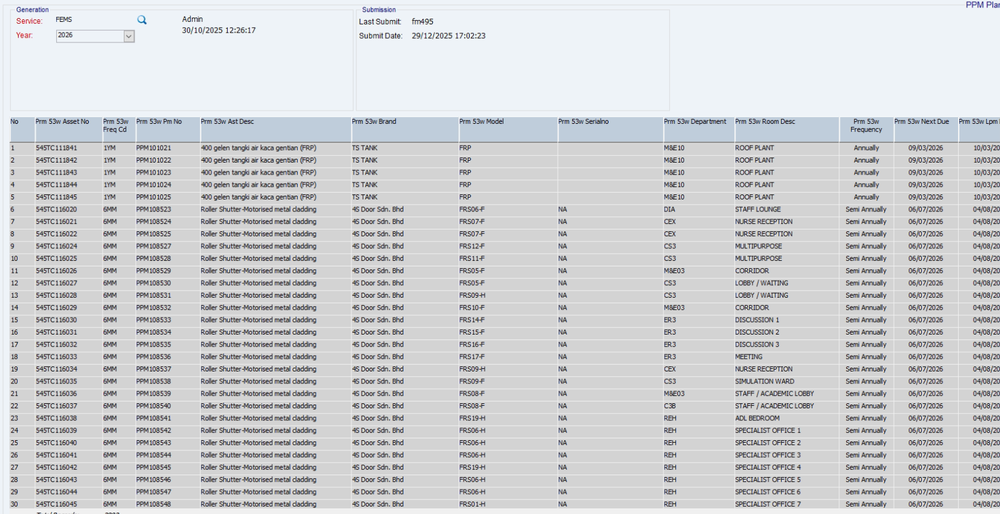 PPM Plan
Generation
Service: FEMS Admin
30/10/2025 12:26:17
Year: 2026
Submission
Last Submit: fm495
Submit Date: 29/12/2025 17:02:23
No Prm 53w Asset No Prm 53w Freq Cd Prm 53w Pm No Prm 53w Ast Desc Prm 53w Brand Prm 53w Model Prm 53w Serialno Prm 53w Department Prm 53w Room Desc Prm 53w Frequency Prm 53w Next Due Prm 53w Lpm
1 545TC111841 1YM PPM101021 400 gelen tangki air kaca gentian (FRP) TS TANK FRP M&E10 ROOF PLANT Annually 09/03/2026 10/03/20
2 545TC111842 1YM PPM101022 400 gelen tangki air kaca gentian (FRP) TS TANK FRP M&E10 ROOF PLANT Annually 09/03/2026 10/03/20
3 545TC111843 1YM PPM101023 400 gelen tangki air kaca gentian (FRP) TS TANK FRP M&E10 ROOF PLANT Annually 09/03/2026 10/03/20
4 545TC111844 1YM PPM101024 400 gelen tangki air kaca gentian (FRP) TS TANK FRP M&E10 ROOF PLANT Annually 09/03/2026 10/03/20
5 545TC111845 1YM PPM101025 400 gelen tangki air kaca gentian (FRP) TS TANK FRP M&E10 ROOF PLANT Annually 09/03/2026 10/03/20
6 545TC116020 6MM PPM108523 Roller Shutter-Motorised metal cladding 4S Door Sdn. Bhd FRS06-F NA DIA STAFF LOUNGE Semi Annually 06/07/2026 04/08/20
7 545TC116021 6MM PPM108524 Roller Shutter-Motorised metal cladding 4S Door Sdn. Bhd FRS07-F NA CEX NURSE RECEPTION Semi Annually 06/07/2026 04/08/20
8 545TC116022 6MM PPM108525 Roller Shutter-Motorised metal cladding 4S Door Sdn. Bhd FRS07-F NA CEX NURSE RECEPTION Semi Annually 06/07/2026 04/08/20
9 545TC116024 6MM PPM108527 Roller Shutter-Motorised metal cladding 4S Door Sdn. Bhd FRS12-F NA CS3 MULTIPURPOSE Semi Annually 06/07/2026 04/08/20
10 545TC116025 6MM PPM108528 Roller Shutter-Motorised metal cladding 4S Door Sdn. Bhd FRS11-F NA CS3 MULTIPURPOSE Semi Annually 06/07/2026 04/08/20
11 545TC116026 6MM PPM108529 Roller Shutter-Motorised metal cladding 4S Door Sdn. Bhd FRS05-F NA M&E03 CORRIDOR Semi Annually 06/07/2026 04/08/20
12 545TC116027 6MM PPM108530 Roller Shutter-Motorised metal cladding 4S Door Sdn. Bhd FRS05-F NA CS3 LOBBY / WAITING Semi Annually 06/07/2026 04/08/20
13 545TC116028 6MM PPM108531 Roller Shutter-Motorised metal cladding 4S Door Sdn. Bhd FRS09-H NA CS3 LOBBY / WAITING Semi Annually 06/07/2026 04/08/20
14 545TC116029 6MM PPM108532 Roller Shutter-Motorised metal cladding 4S Door Sdn. Bhd FRS10-F NA M&E03 CORRIDOR Semi Annually 06/07/2026 04/08/20
15 545TC116030 6MM PPM108533 Roller Shutter-Motorised metal cladding 4S Door Sdn. Bhd FRS14-F NA ER3 DISCUSSION 1 Semi Annually 06/07/2026 04/08/20
16 545TC116031 6MM PPM108534 Roller Shutter-Motorised metal cladding 4S Door Sdn. Bhd FRS15-F NA ER3 DISCUSSION 2 Semi Annually 06/07/2026 04/08/20
17 545TC116032 6MM PPM108535 Roller Shutter-Motorised metal cladding 4S Door Sdn. Bhd FRS16-F NA ER3 DISCUSSION 3 Semi Annually 06/07/2026 04/08/20
18 545TC116033 6MM PPM108536 Roller Shutter-Motorised metal cladding 4S Door Sdn. Bhd FRS17-F NA ER3 MEETING Semi Annually 06/07/2026 04/08/20
19 545TC116034 6MM PPM108537 Roller Shutter-Motorised metal cladding 4S Door Sdn. Bhd FRS09-H NA CEX NURSE RECEPTION Semi Annually 06/07/2026 04/08/20
20 545TC116035 6MM PPM108538 Roller Shutter-Motorised metal cladding 4S Door Sdn. Bhd FRS09-F NA CS3 SIMULATION WARD Semi Annually 06/07/2026 04/08/20
21 545TC116036 6MM PPM108539 Roller Shutter-Motorised metal cladding 4S Door Sdn. Bhd FRS08-F NA M&E03 STAFF / ACADEMIC LOBBY Semi Annually 06/07/2026 04/08/20
22 545TC116037 6MM PPM108540 Roller Shutter-Motorised metal cladding 4S Door Sdn. Bhd FRS08-F NA C3B STAFF / ACADEMIC LOBBY Semi Annually 06/07/2026 04/08/20
23 545TC116038 6MM PPM108541 Roller Shutter-Motorised metal cladding 4S Door Sdn. Bhd FRS19-H NA REH ADL BEDROOM Semi Annually 06/07/2026 04/08/20
24 545TC116039 6MM PPM108542 Roller Shutter-Motorised metal cladding 4S Door Sdn. Bhd FRS06-H NA REH SPECIALIST OFFICE 1 Semi Annually 06/07/2026 04/08/20
25 545TC116040 6MM PPM108543 Roller Shutter-Motorised metal cladding 4S Door Sdn. Bhd FRS06-H NA REH SPECIALIST OFFICE 2 Semi Annually 06/07/2026 04/08/20
26 545TC116041 6MM PPM108544 Roller Shutter-Motorised metal cladding 4S Door Sdn. Bhd FRS06-H NA REH SPECIALIST OFFICE 3 Semi Annually 06/07/2026 04/08/20
27 545TC116042 6MM PPM108545 Roller Shutter-Motorised metal cladding 4S Door Sdn. Bhd FRS19-H NA REH SPECIALIST OFFICE 4 Semi Annually 06/07/2026 04/08/20
28 545TC116043 6MM PPM108546 Roller Shutter-Motorised metal cladding 4S Door Sdn. Bhd FRS06-H NA REH SPECIALIST OFFICE 5 Semi Annually 06/07/2026 04/08/20
29 545TC116044 6MM PPM108547 Roller Shutter-Motorised metal cladding 4S Door Sdn. Bhd FRS06-H NA REH SPECIALIST OFFICE 6 Semi Annually 06/07/2026 04/08/20
30 545TC116045 6MM PPM108548 Roller Shutter-Motorised metal cladding 4S Door Sdn. Bhd FRS01-H NA REH SPECIALIST OFFICE 7 Semi Annually 06/07/2026 04/08/20